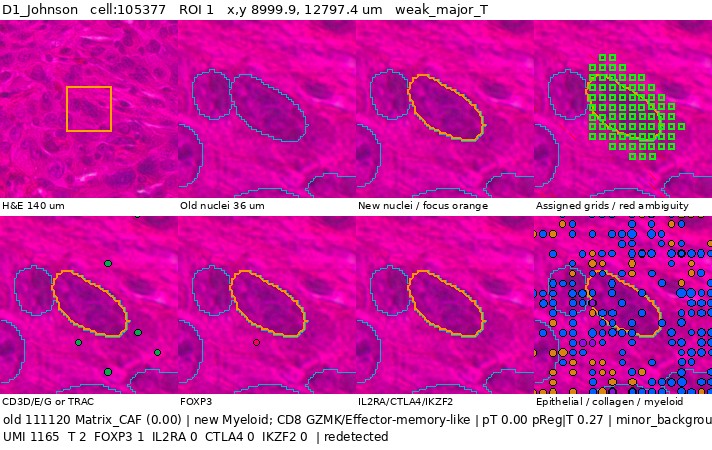 D1_Johnson cell:105377 ROI 1 x,y 8999.9, 12797.4 um weak_major_T
H&E 140 um
Old nuclei 36 um
New nuclei / focus orange
Assigned grids / red ambiguity
CD3D/E/G or TRAC
FOXP3
IL2RA/CTLA4/IKZF2
Epithelial / collagen / myeloid
old 111120 Matrix_CAF (0.00) | new Myeloid; CD8 GZMK/Effector-memory-like | pT 0.00 pReg|T 0.27 | minor_backgrou
UMI 1165 T 2 FOXP3 1 IL2RA 0 CTLA4 0 IKZF2 0 | redetected